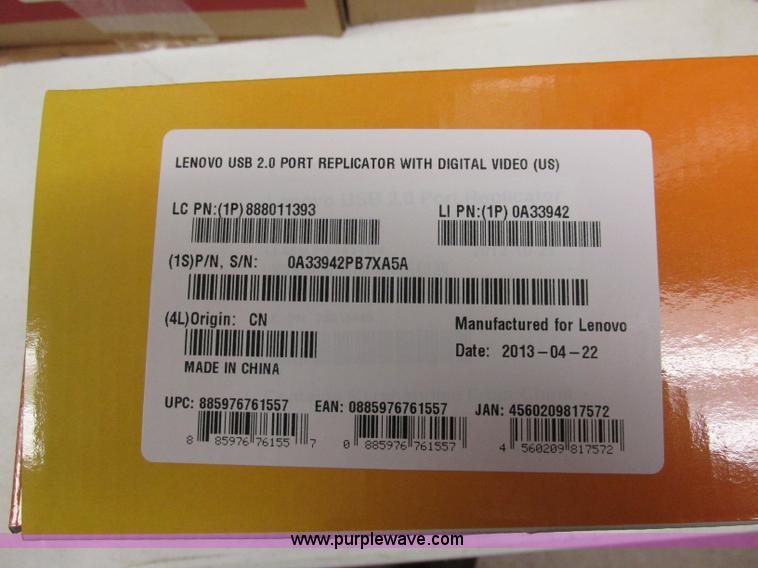 LENOVO USB 2.0 PORT REPLICATOR WITH DIGITAL VIDEO (US)
LC PN:(1P)888011393
LI PN:(1P) 0A33942
(1S)P/N, S/N: 0A33942PB7XA5A
(4L)Origin: CN
Manufactured for Lenovo
MADE IN CHINA
Date: 2013-04-22
UPC: 885976761557
EAN: 0885976761557
JAN: 4560209817572
8 85976 76155 7
0 885976 761557
4 560209 817572
www.purplewave.com